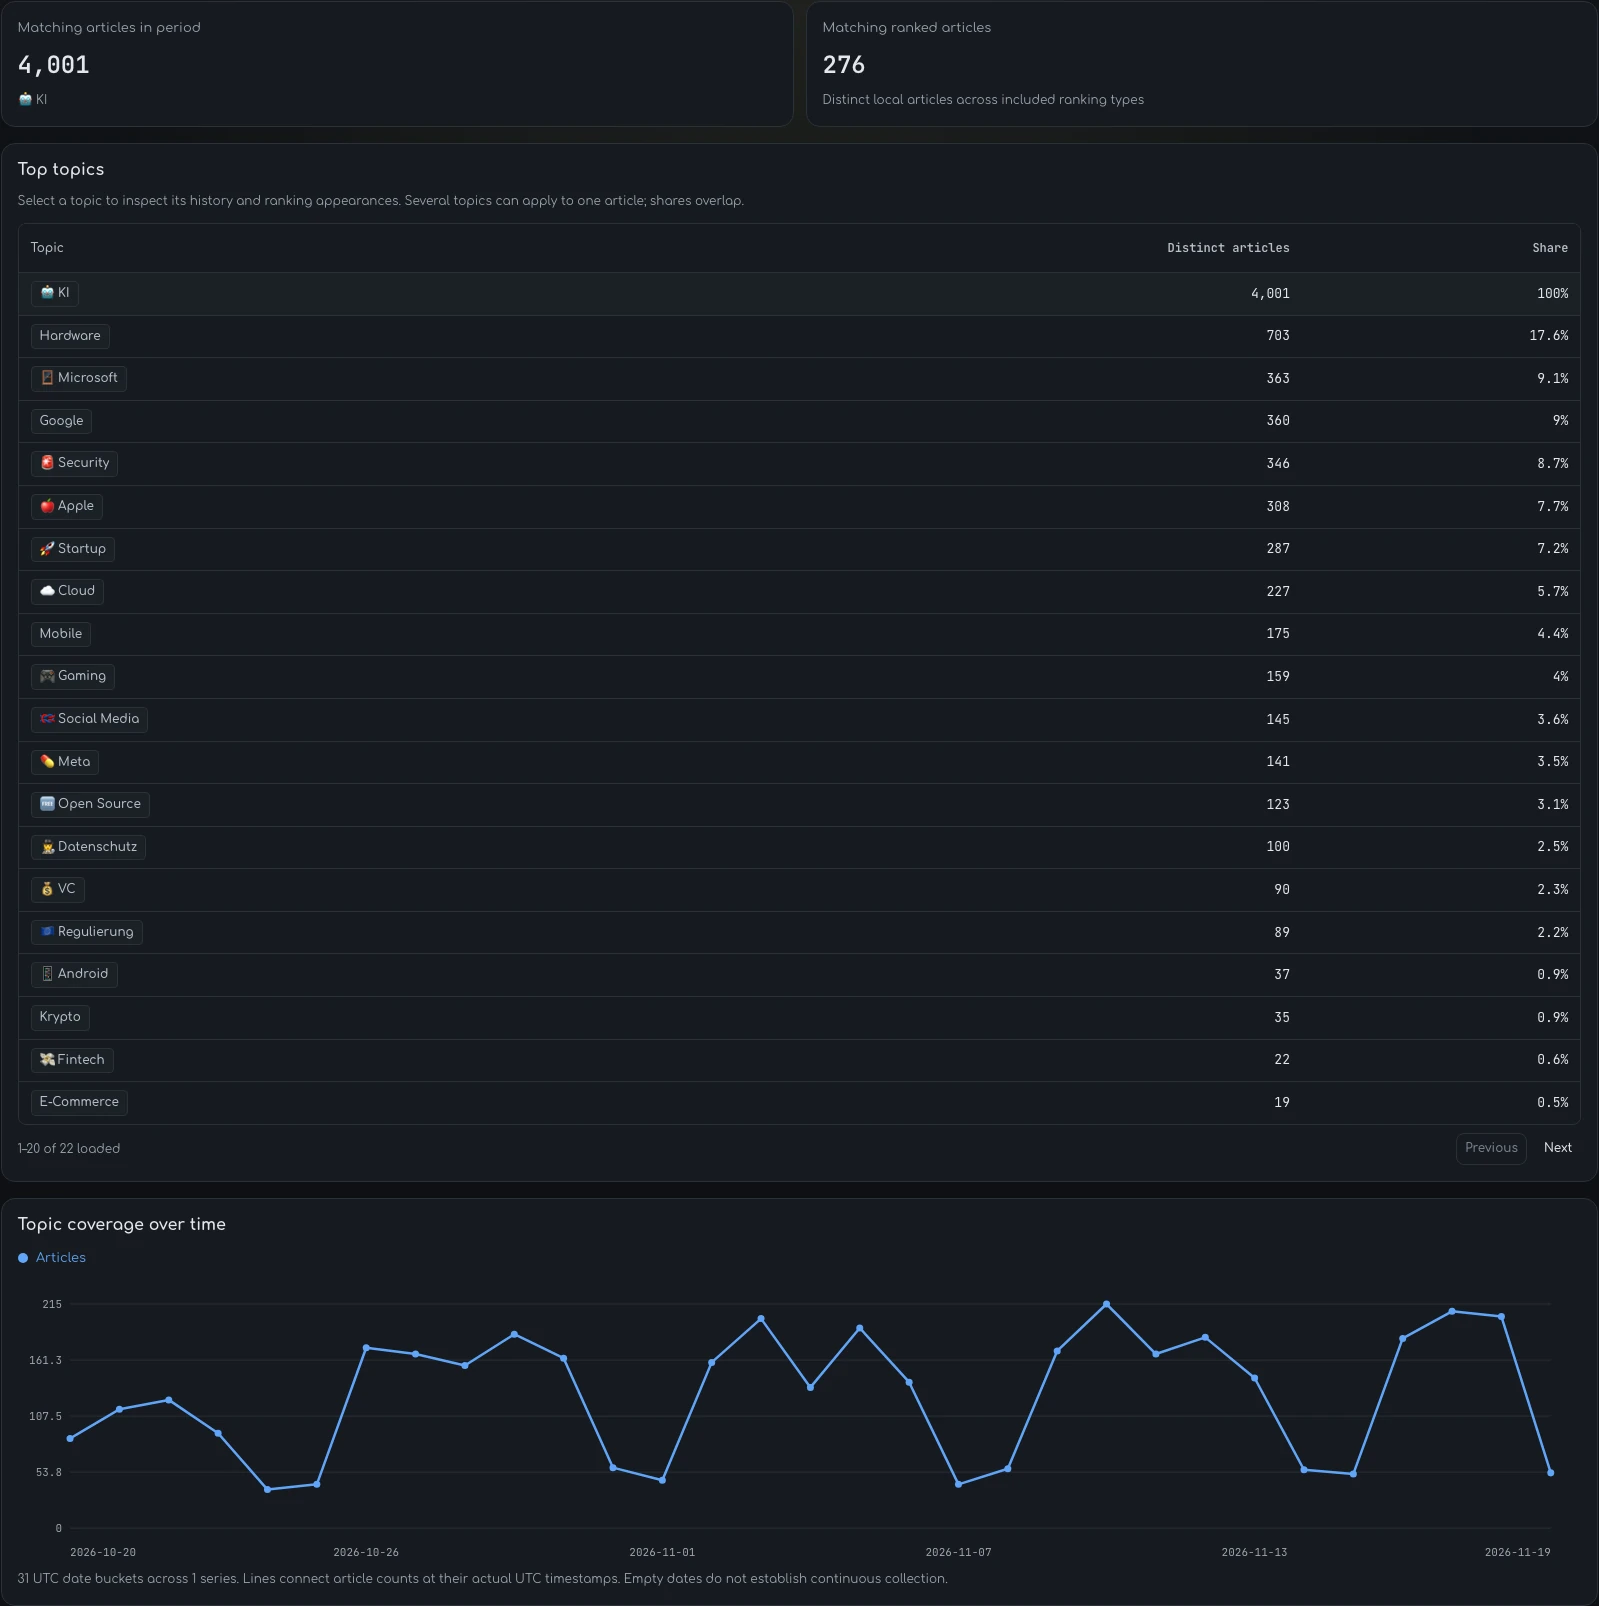 Matching articles in period
4,001
KI
Matching ranked articles
276
Distinct local articles across included ranking types
Top topics
Select a topic to inspect its history and ranking appearances. Several topics can apply to one article; shares overlap.
Topic Distinct articles Share
KI 4,001 100%
Hardware 703 17.6%
Microsoft 363 9.1%
Google 360 9%
Security 346 8.7%
Apple 308 7.7%
Startup 287 7.2%
Cloud 227 5.7%
Mobile 175 4.4%
Gaming 159 4%
Social Media 145 3.6%
Meta 141 3.5%
Open Source 123 3.1%
Datenschutz 100 2.5%
VC 90 2.3%
Regulierung 89 2.2%
Android 37 0.9%
Krypto 35 0.9%
Fintech 22 0.6%
E-Commerce 19 0.5%
1–20 of 22 loaded Previous Next
Topic coverage over time
Articles
215
161.3
107.5
53.8
0
2026-10-20 2026-10-26 2026-11-01 2026-11-07 2026-11-13 2026-11-19
31 UTC date buckets across 1 series. Lines connect article counts at their actual UTC timestamps. Empty dates do not establish continuous collection.